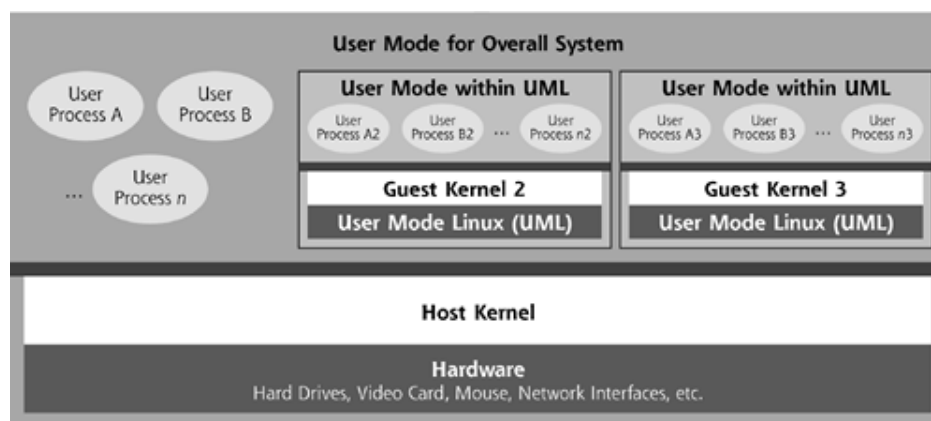 User Mode for Overall System
User
Process A
User
Process B
...
User
Process n
User Mode within UML
User
Process A2
User
Process B2
...
User
Process n2
Guest Kernel 2
User Mode Linux (UML)
User Mode within UML
User
Process A3
User
Process B3
...
User
Process n3
Guest Kernel 3
User Mode Linux (UML)
Host Kernel
Hardware
Hard Drives, Video Card, Mouse, Network Interfaces, etc.